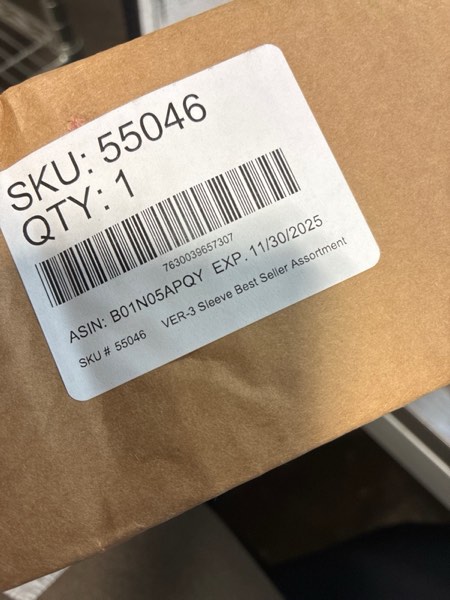 SKU: 55046
QTY: 1
7630039657307
ASIN: B01N05APQY EXP. 11/30/2025
SKU # 55046 VER-3 Sleeve Best Seller Assortment